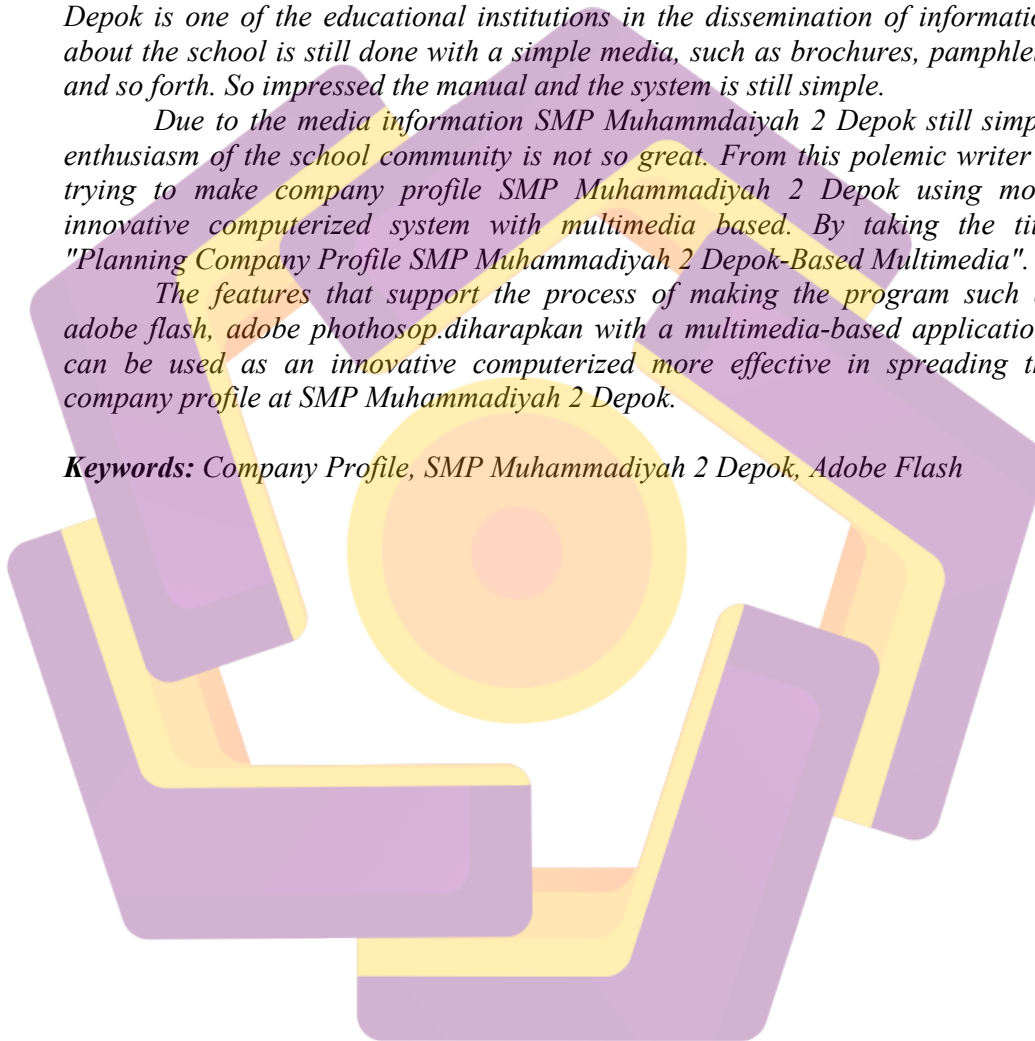 Depok is one of the educational institutions in the dissemination of informatio
about the school is still done with a simple media, such as brochures, pamphle
and so forth. So impressed the manual and the system is still simple.
Due to the media information SMP Muhammdaiyah 2 Depok still simp
enthusiasm of the school community is not so great. From this polemic writer
trying to make company profile SMP Muhammadiyah 2 Depok using mo
innovative computerized system with multimedia based. By taking the tit
"Planning Company Profile SMP Muhammadiyah 2 Depok-Based Multimedia".
The features that support the process of making the program such
adobe flash, adobe phothosop.diharapkan with a multimedia-based application
can be used as an innovative computerized more effective in spreading th
company profile at SMP Muhammadiyah 2 Depok.
Keywords: Company Profile, SMP Muhammadiyah 2 Depok, Adobe Flash